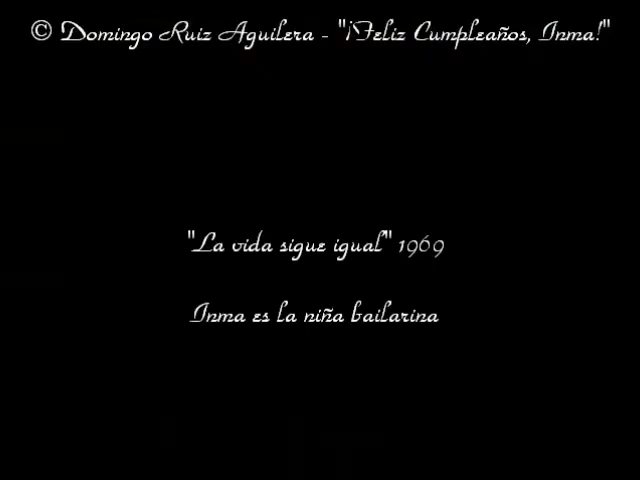 © Domingo Ruiz Aguilera - "¡Feliz Cumpleaños, Inma!"
"La vida sigue igual" 1969
Inma es la niña bailarina